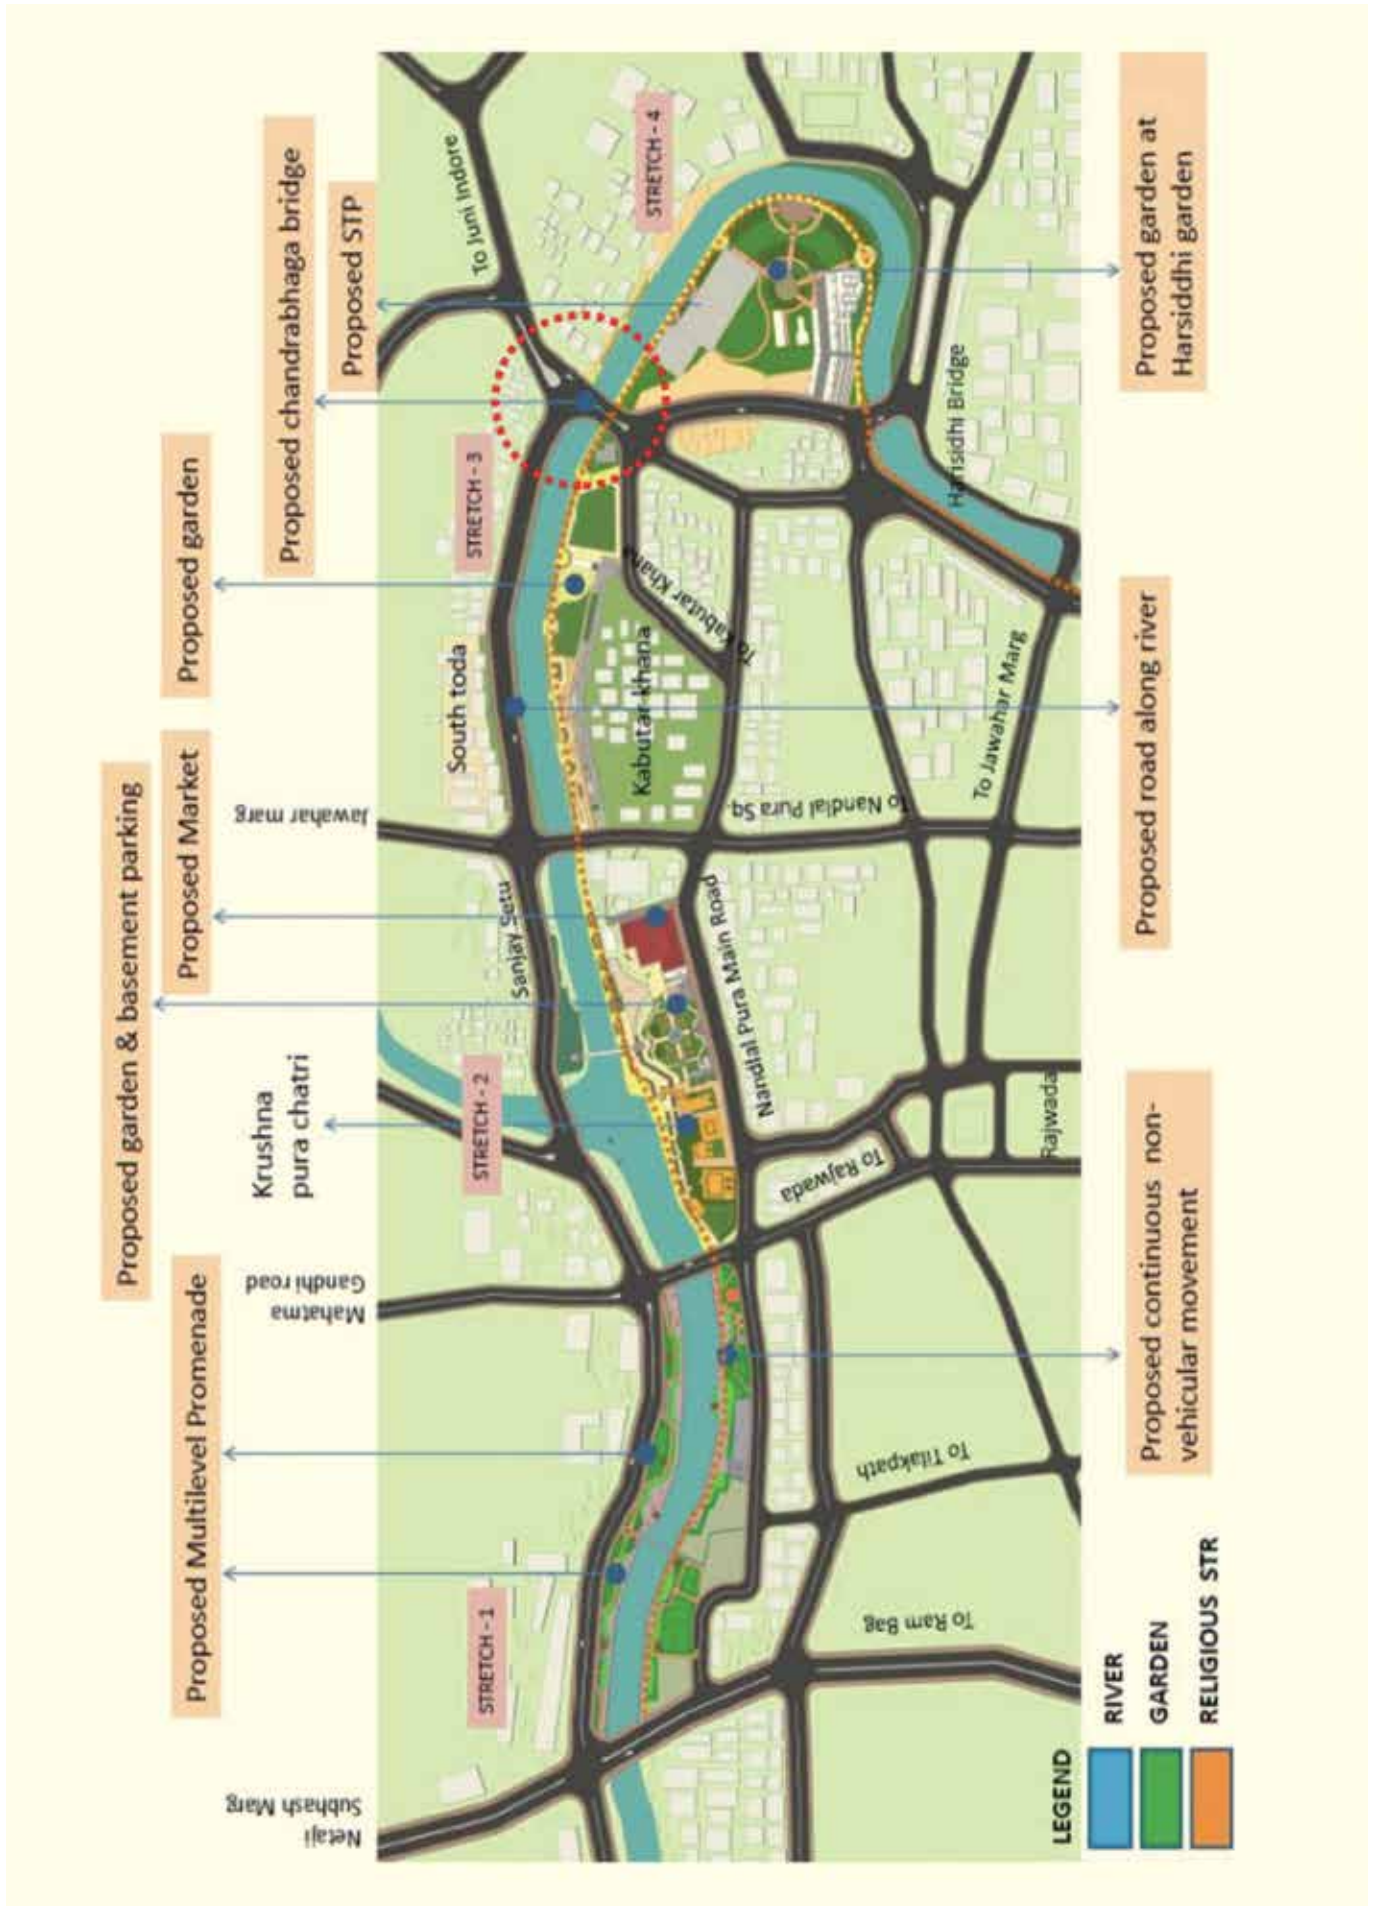 Proposed Multilevel Promenade
Proposed garden & basement parking
Proposed Market
Proposed garden
Proposed chandrabhaga bridge
Proposed STP
Krushna
pura chatri
Netaji
Subhash Marg
Mahatma
Gandhi road
Jawahar marg
To Juni Indore
STRETCH - 1
STRETCH - 2
STRETCH - 3
STRETCH - 4
South toda
Sanjay Setu
Kabutar khana
To Kabutar Khana
Nandlal Pura Main Road
To Nandlal Pura Sq.
To Rajwada
Rajwada
To Jawahar Marg
Harisidhi Bridge
To Tilakpath
To Ram Bag
Proposed continuous non-
vehicular movement
Proposed road along river
Proposed garden at
Harsiddhi garden
LEGEND
RIVER
GARDEN
RELIGIOUS STR